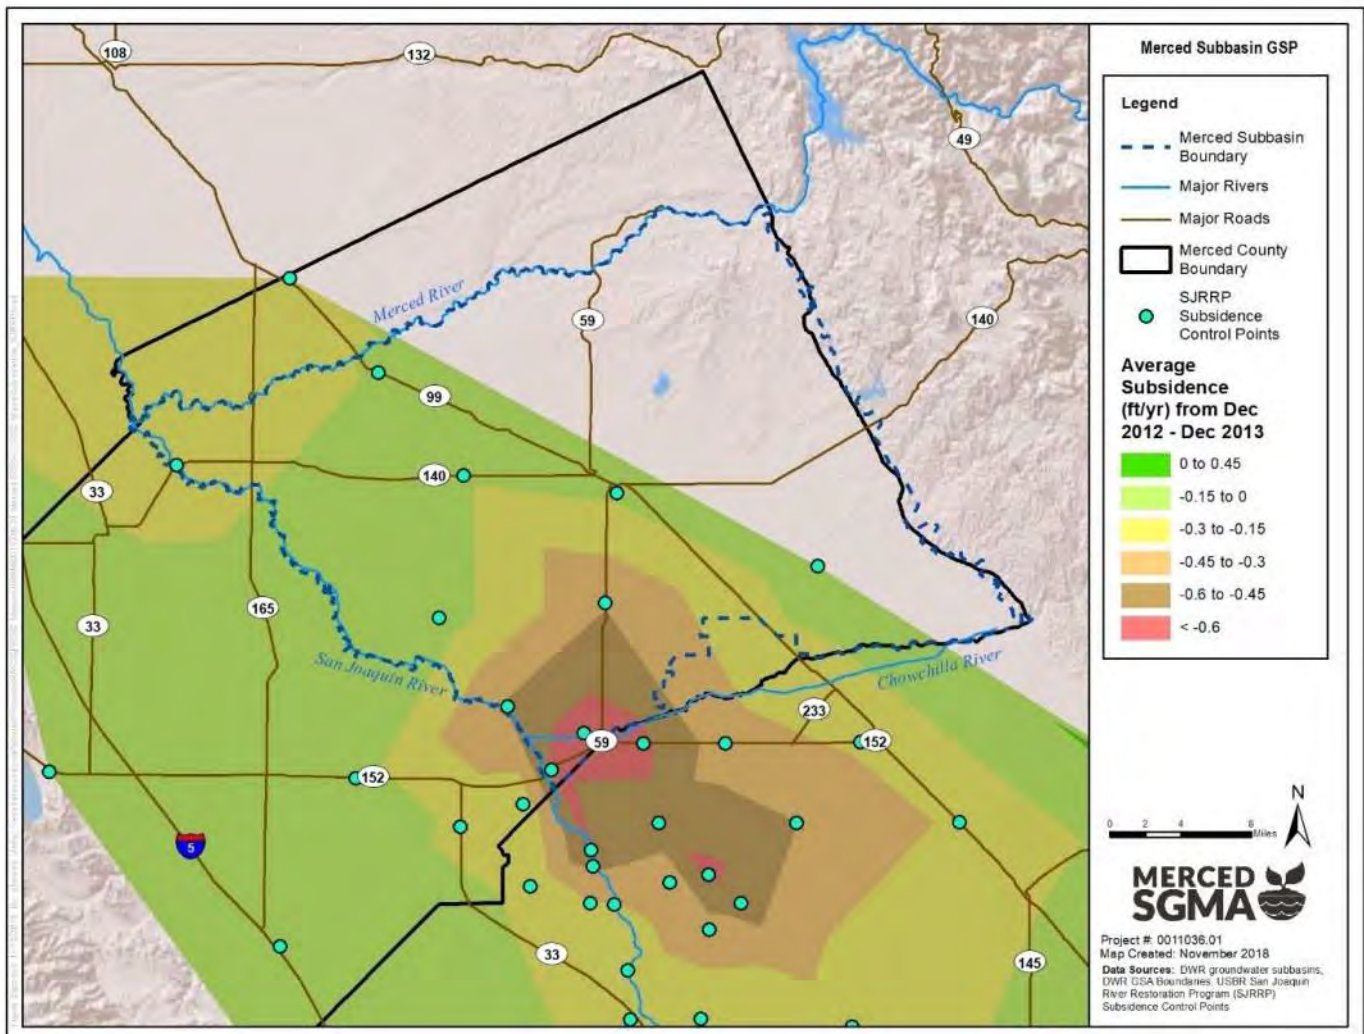 108
132
49
Merced River
59
140
99
140
33
165
33
San Joaquin River
Chowchilla River
233
59
152
152
5
33
145
Merced Subbasin GSP
Legend
Merced Subbasin
Boundary
Major Rivers
Major Roads
Merced County
Boundary
SJRRP
Subsidence
Control Points
Average
Subsidence
(ft/yr) from Dec
2012 - Dec 2013
0 to 0.45
-0.15 to 0
-0.3 to -0.15
-0.45 to -0.3
-0.6 to -0.45
< -0.6
N
0 2 4 8
Miles
MERCED
SGMA
Project #: 0011036.01
Map Created: November 2018
Data Sources: DWR groundwater subbasins,
DWR GSA Boundaries, USBR San Joaquin
River Restoration Program (SJRRP)
Subsidence Control Points